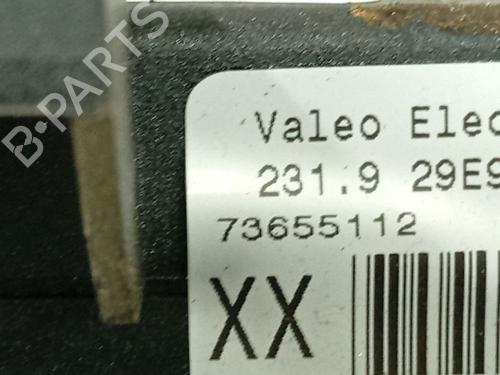 B-PARTS
Valeo Elec
231.9 29E9
73655112
XX